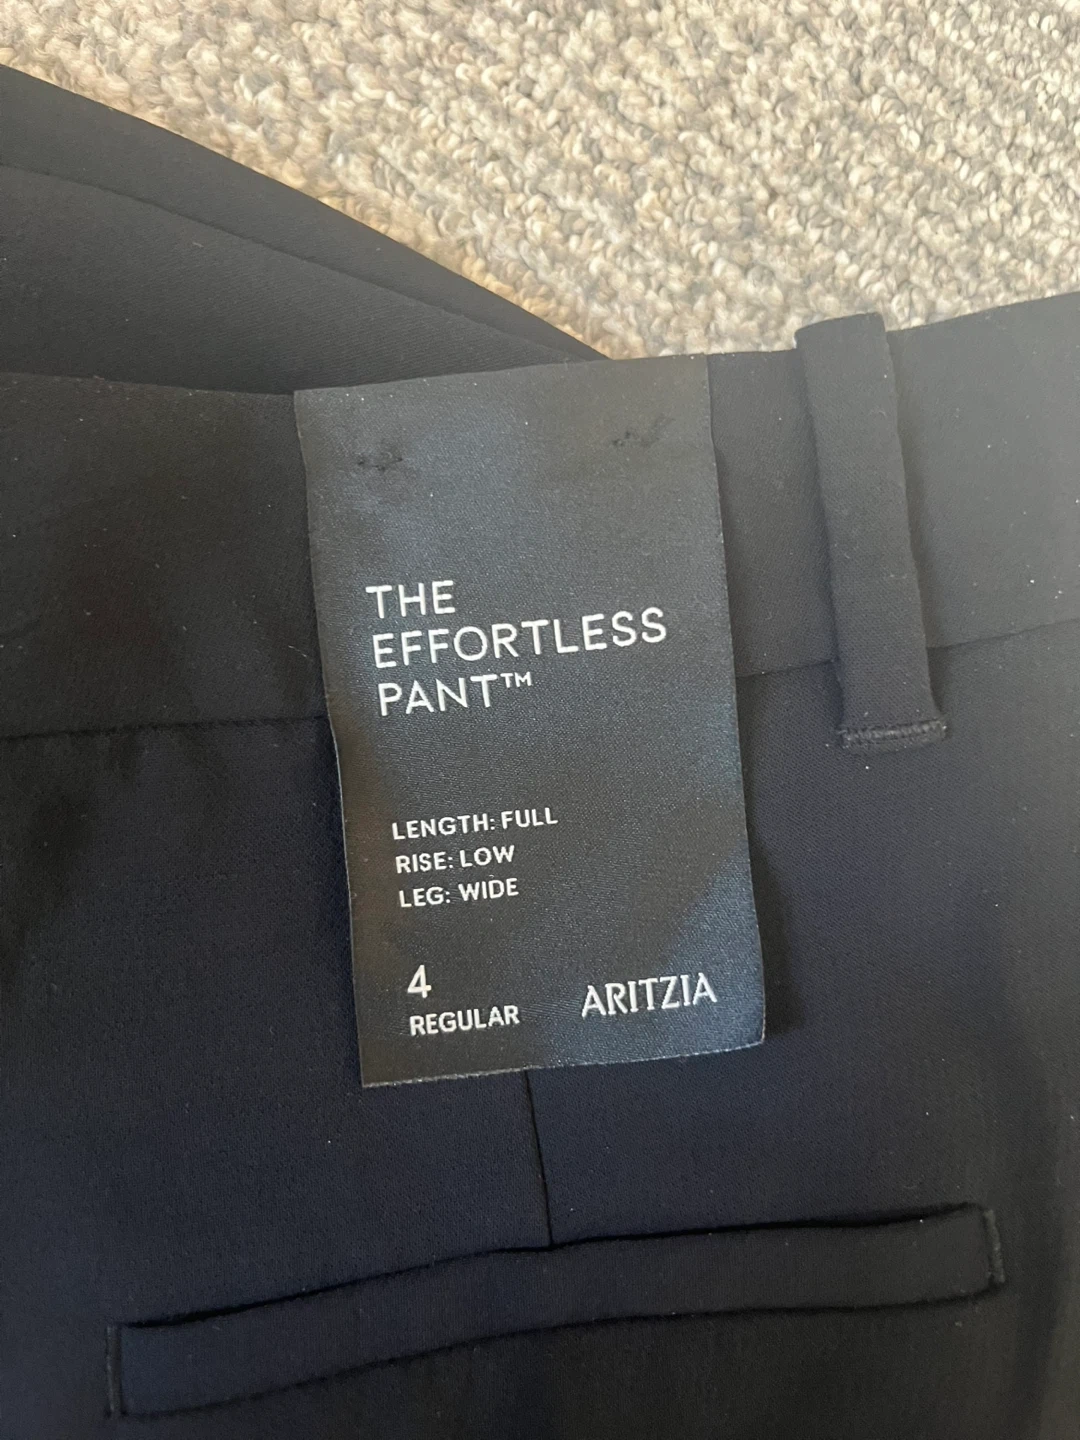 THE
EFFORTLESS
PANT™
LENGTH: FULL
RISE: LOW
LEG: WIDE
4
REGULAR
ARITZIA